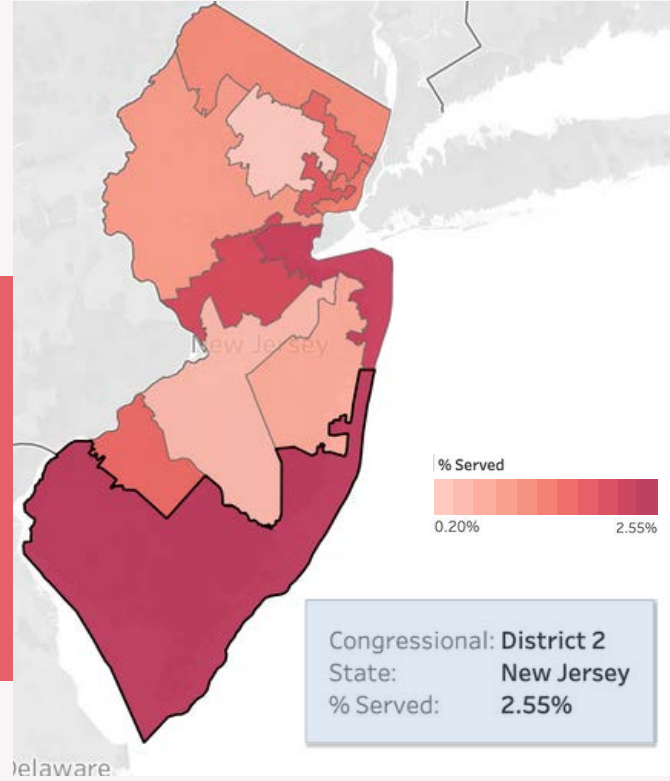 New Jersey
% Served
0.20% 2.55%
Congressional: District 2
State: New Jersey
% Served: 2.55%
Delaware